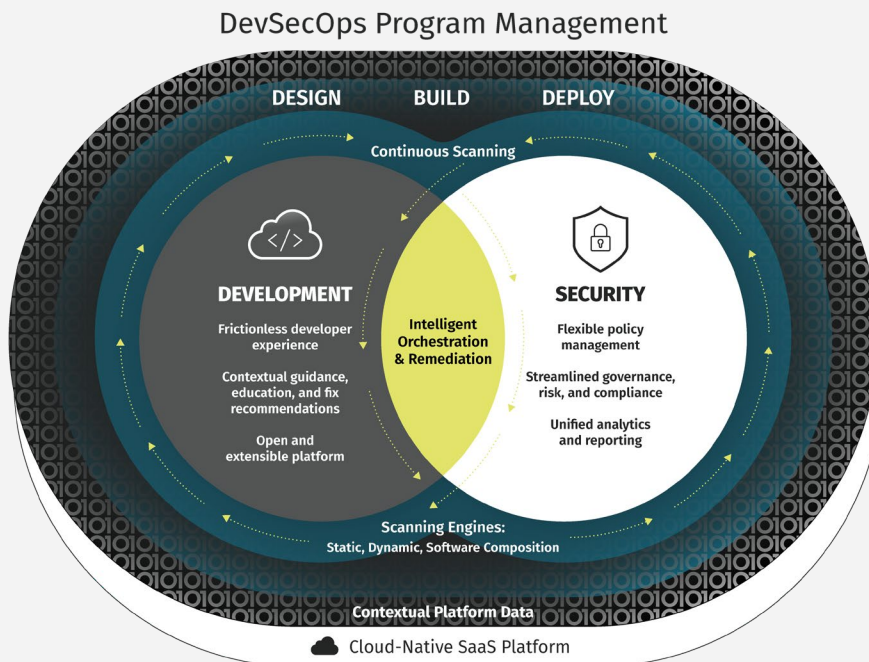 DevSecOps Program Management
DESIGN
BUILD
DEPLOY
Continuous Scanning
</>
DEVELOPMENT
Frictionless developer
experience
Contextual guidance,
education, and fix
recommendations
Open and
extensible platform
Intelligent
Orchestration
& Remediation
SECURITY
Flexible policy
management
Streamlined governance,
risk, and compliance
Unified analytics
and reporting
Scanning Engines:
Static, Dynamic, Software Composition
Contextual Platform Data
Cloud-Native SaaS Platform